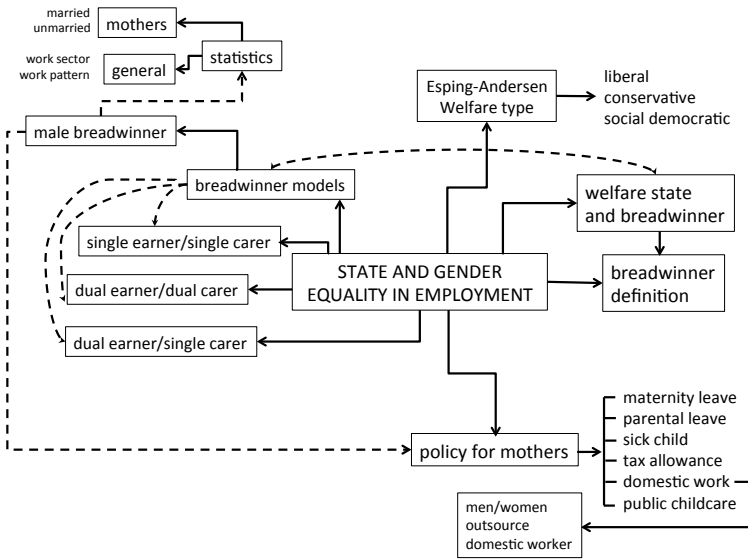 married
unmarried
mothers
work sector
work pattern
general
statistics
male breadwinner
Esping-Andersen
Welfare type
liberal
conservative
social democratic
breadwinner models
welfare state
and breadwinner
single earner/single carer
STATE AND GENDER
EQUALITY IN EMPLOYMENT
breadwinner
definition
dual earner/dual carer
dual earner/single carer
policy for mothers
maternity leave
parental leave
sick child
tax allowance
domestic work
public childcare
men/women
outsource
domestic worker